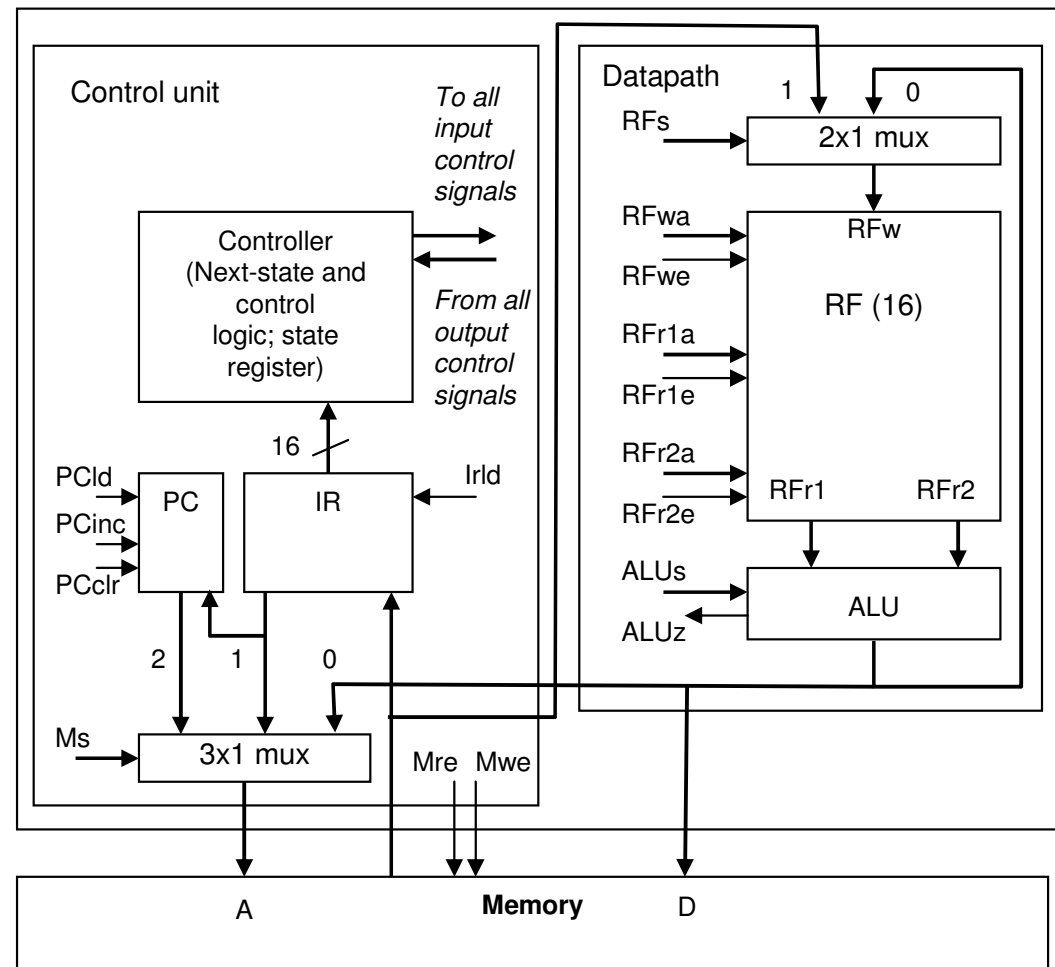 Control unit
To all
input
control
signals
Controller
(Next-state and
control
logic; state
register)
From all
output
control
signals
16
PCld
PC
IR
Irld
PCinc
PCclr
2
1
0
Ms
3x1 mux
Mre
Mwe
Datapath
1
0
RFs
2x1 mux
RFwa
RFw
RFwe
RF (16)
RFr1a
RFr1e
RFr2a
RFr1
RFr2
RFr2e
ALUs
ALU
ALUz
A
Memory
D